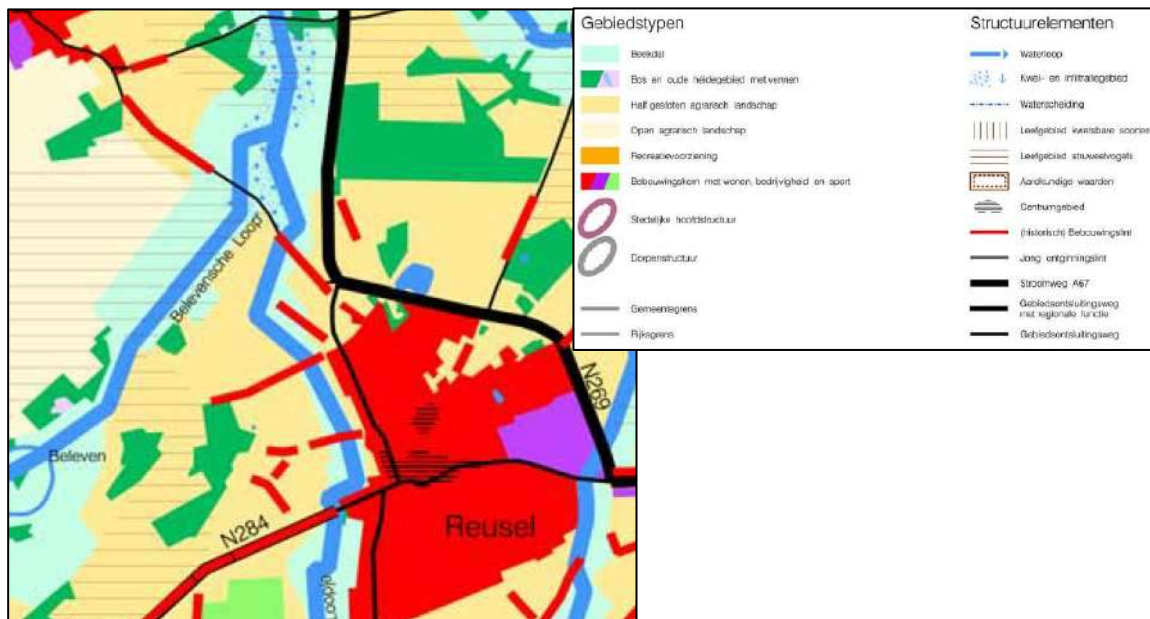 Belevensche Loop
Beleven
N269
N284
Reusel
Loopje
Gebiedstypen
Beekdal
Bos en oude heidegebied met vennen
Half gesloten agrarisch landschap
Open agrarisch landschap
Recreatievoorziening
Bebouwingskern met wonen, bedrijvigheid en sport
Stedelijke hoofdstructuur
Dorpenstructuur
Gemeentegrens
Rijksgrens
Structuurelementen
Waterloop
Kwel- en infiltratiegebied
Waterscheiding
Leefgebied kwetsbare soorten
Leefgebied struweelvogels
Aardkundige waarden
Centrumgebied
(historisch) Bebouwingslint
Jong ontginningslint
Stroomweg A67
Gebiedsontsluitingsweg
met regionale functie
Gebiedsontsluitingsweg